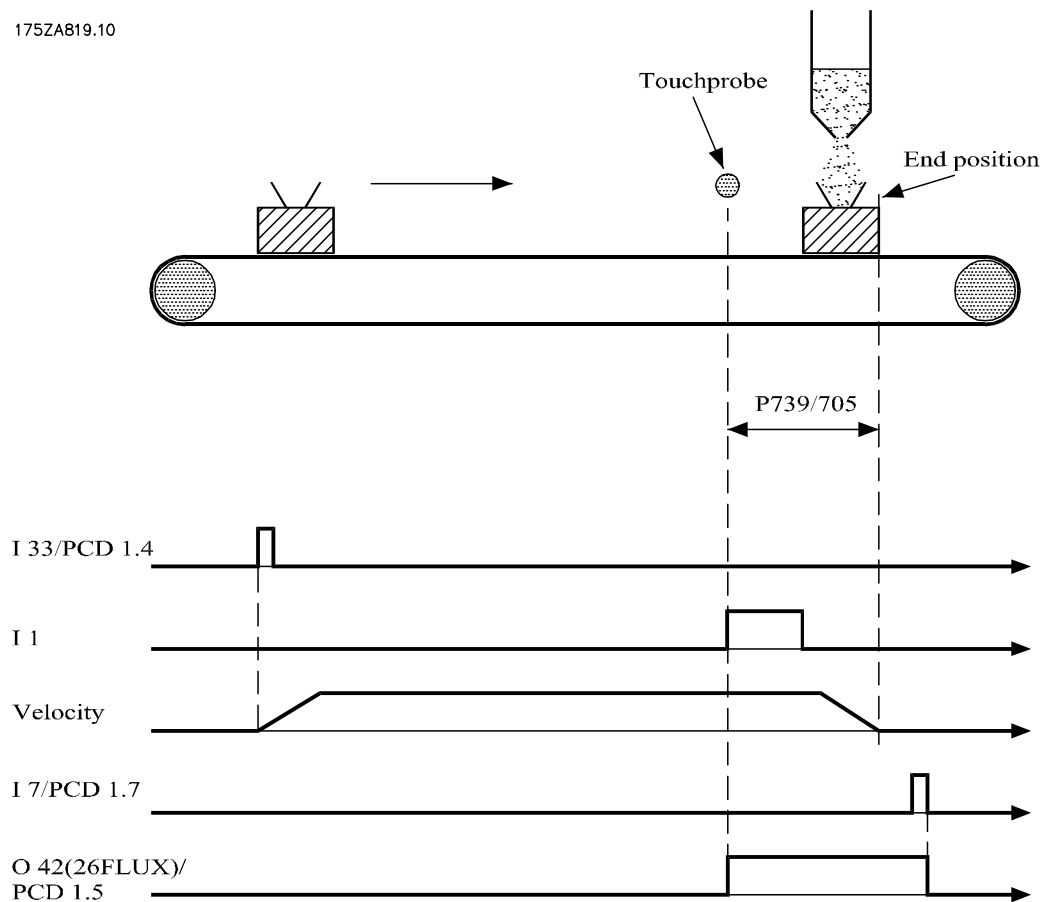 175ZA819.10
Touchprobe
End position
P739/705
I 33/PCD 1.4
I 1
Velocity
I 7/PCD 1.7
O 42(26FLUX)/
PCD 1.5